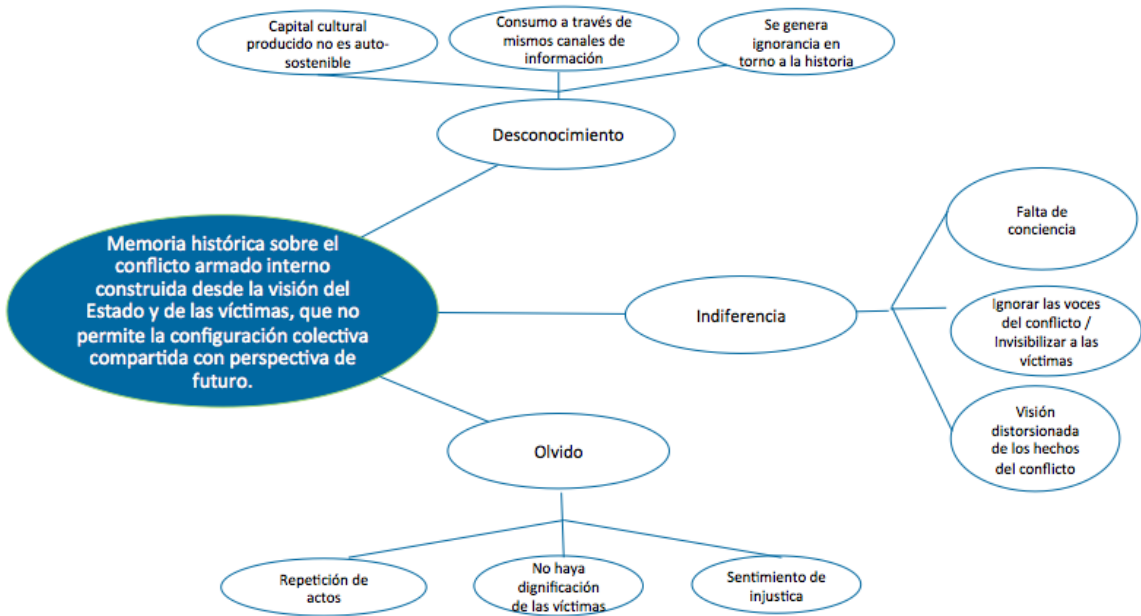 Capital cultural
producido no es auto-
sostenible
Consumo a través de
mismos canales de
información
Se genera
ignorancia en
torno a la historia
Desconocimiento
Memoria histórica sobre el
conflicto armado interno
construida desde la visión del
Estado y de las víctimas, que no
permite la configuración colectiva
compartida con perspectiva de
futuro.
Indiferencia
Falta de
conciencia
Ignorar las voces
del conflicto /
Invisibilizar a las
víctimas
Visión
distorsionada
de los hechos
del conflicto
Olvido
Repetición de
actos
No haya
dignificación
de las víctimas
Sentimiento de
injustica